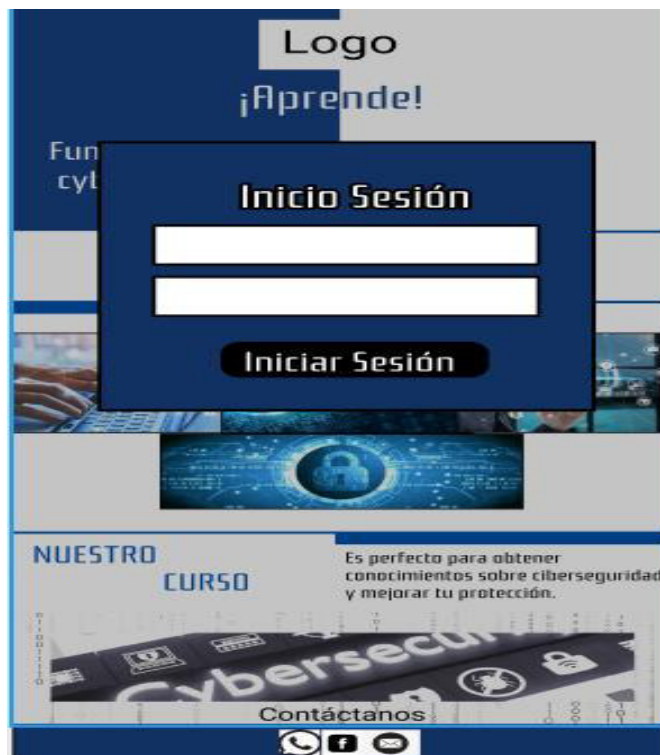 Logo
¡Aprende!
Fun
cyb
Inicio Sesión
Iniciar Sesión
NUESTRO
CURSO
Es perfecto para obtener
conocimientos sobre ciberseguridad
y mejorar tu protección.
Cybersecuri
Contáctanos